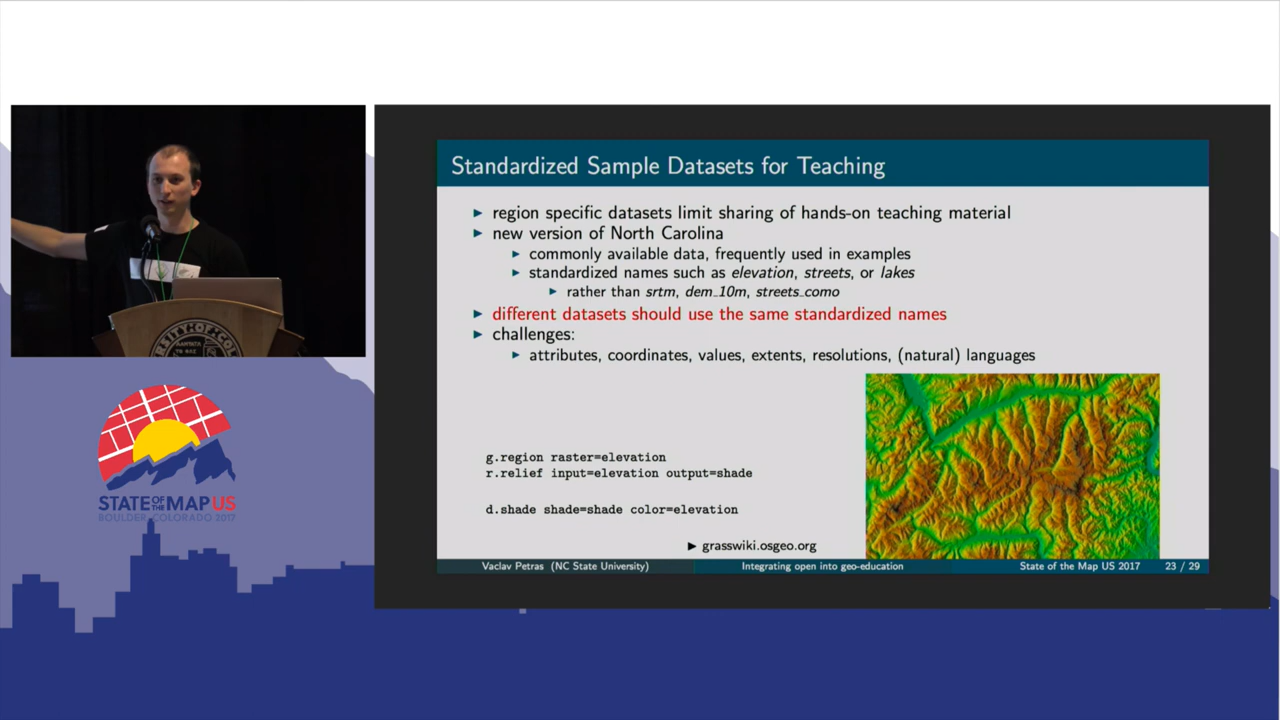 Standardized Sample Datasets for Teaching
▶ region specific datasets limit sharing of hands-on teaching material
▶ new version of North Carolina
▶ commonly available data, frequently used in examples
▶ standardized names such as elevation, streets, or lakes
▶ rather than srtm, dem_10m, streets_como
▶ different datasets should use the same standardized names
▶ challenges:
▶ attributes, coordinates, values, extents, resolutions, (natural) languages
g.region raster=elevation
r.relief input=elevation output=shade
d.shade shade=shade color=elevation
▶ grasswiki.osgeo.org
Vaclav Petras (NC State University) Integrating open into geo-education State of the Map US 2017 23 / 29
STATE OF THE MAP US
BOULDER, COLORADO 2017